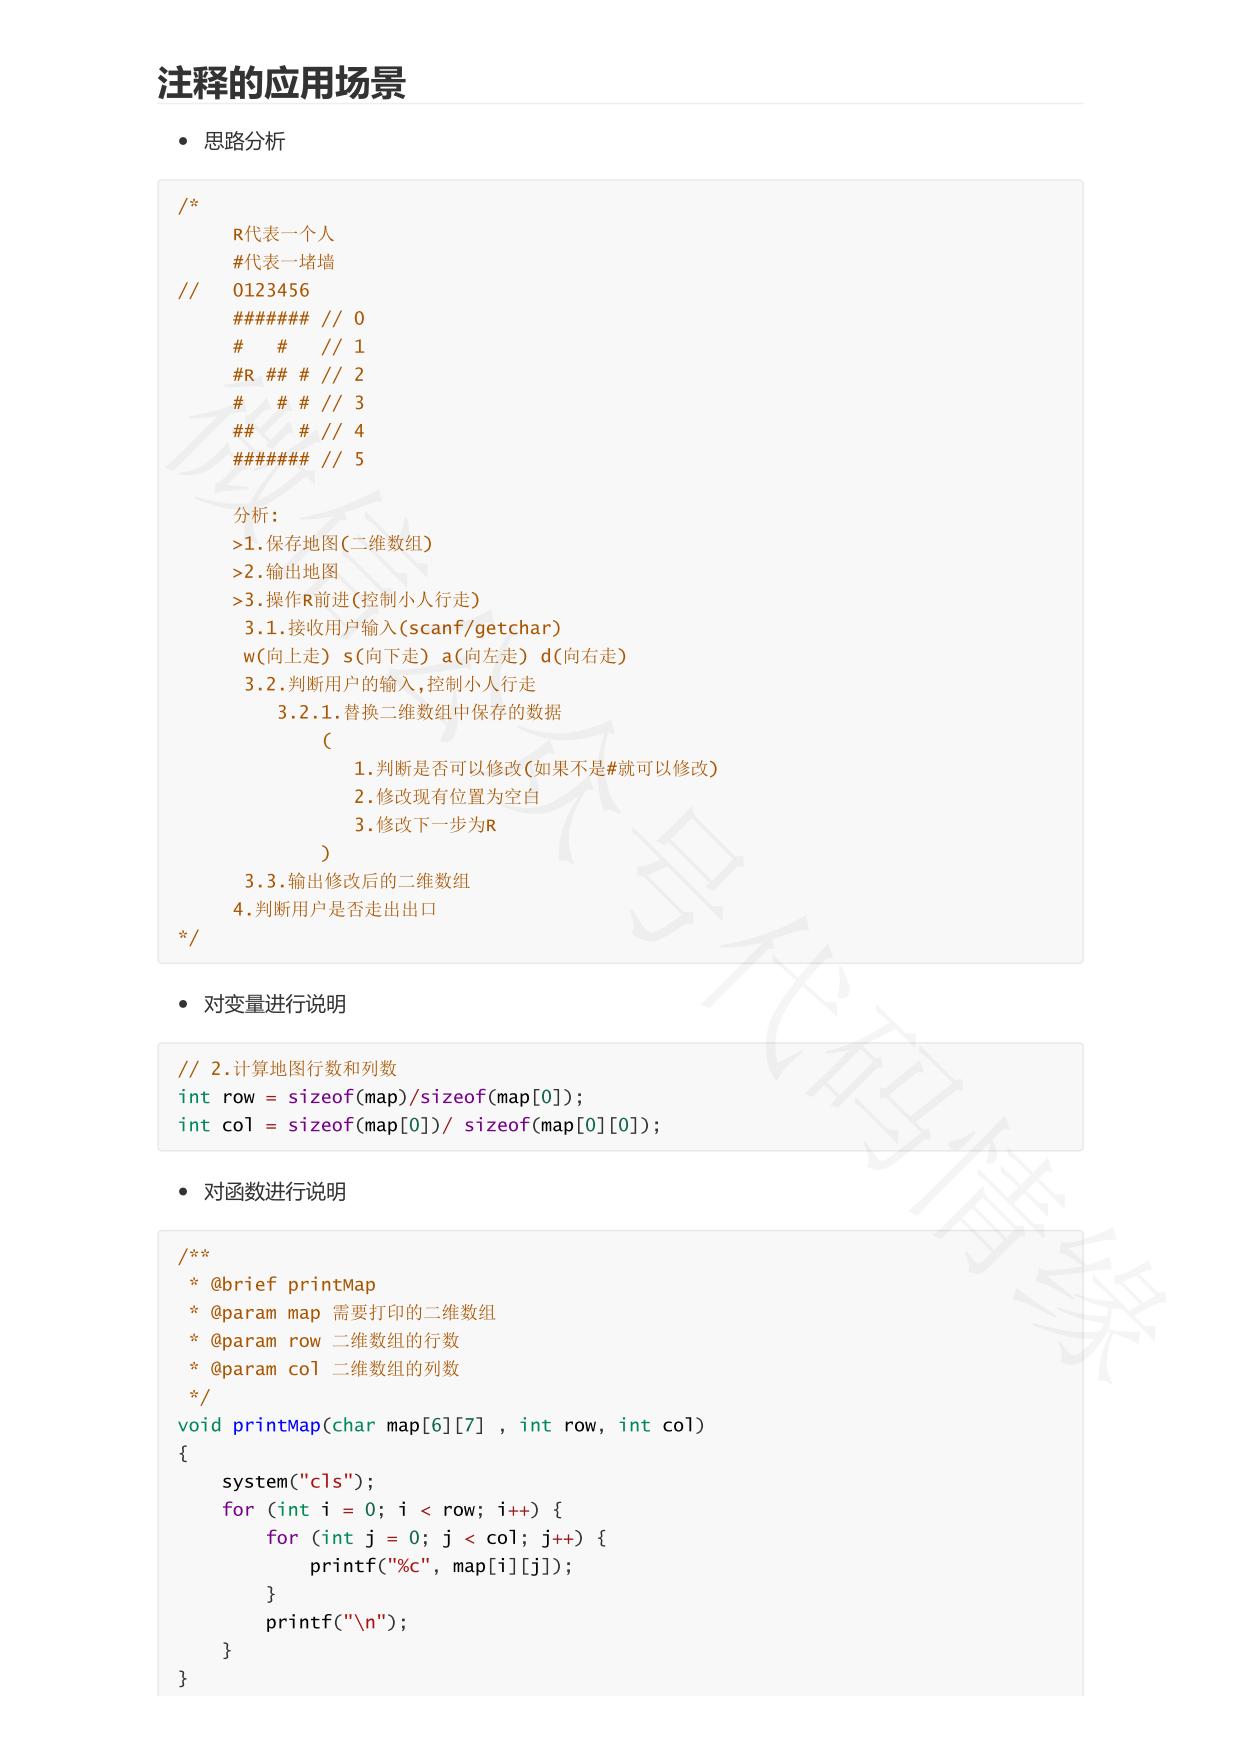 注释的应用场景
• 思路分析
/*
     R代表一个人
     #代表一堵墙
//   0123456
     ####### // 0
     #   #   // 1
     #R ## # // 2
     #   # # // 3
     ##    # // 4
     ####### // 5

     分析:
     >1.保存地图(二维数组)
     >2.输出地图
     >3.操作R前进(控制小人行走)
      3.1.接收用户输入(scanf/getchar)
      w(向上走) s(向下走) a(向左走) d(向右走)
      3.2.判断用户的输入,控制小人行走
         3.2.1.替换二维数组中保存的数据
             (
                1.判断是否可以修改(如果不是#就可以修改)
                2.修改现有位置为空白
                3.修改下一步为R
             )
      3.3.输出修改后的二维数组
     4.判断用户是否走出出口
*/
• 对变量进行说明
// 2.计算地图行数和列数
int row = sizeof(map)/sizeof(map[0]);
int col = sizeof(map[0])/ sizeof(map[0][0]);
• 对函数进行说明
/**
 * @brief printMap
 * @param map 需要打印的二维数组
 * @param row 二维数组的行数
 * @param col 二维数组的列数
 */
void printMap(char map[6][7] , int row, int col)
{
    system("cls");
    for (int i = 0; i < row; i++) {
        for (int j = 0; j < col; j++) {
            printf("%c", map[i][j]);
        }
        printf("\n");
    }
}
微信公众号代码情缘